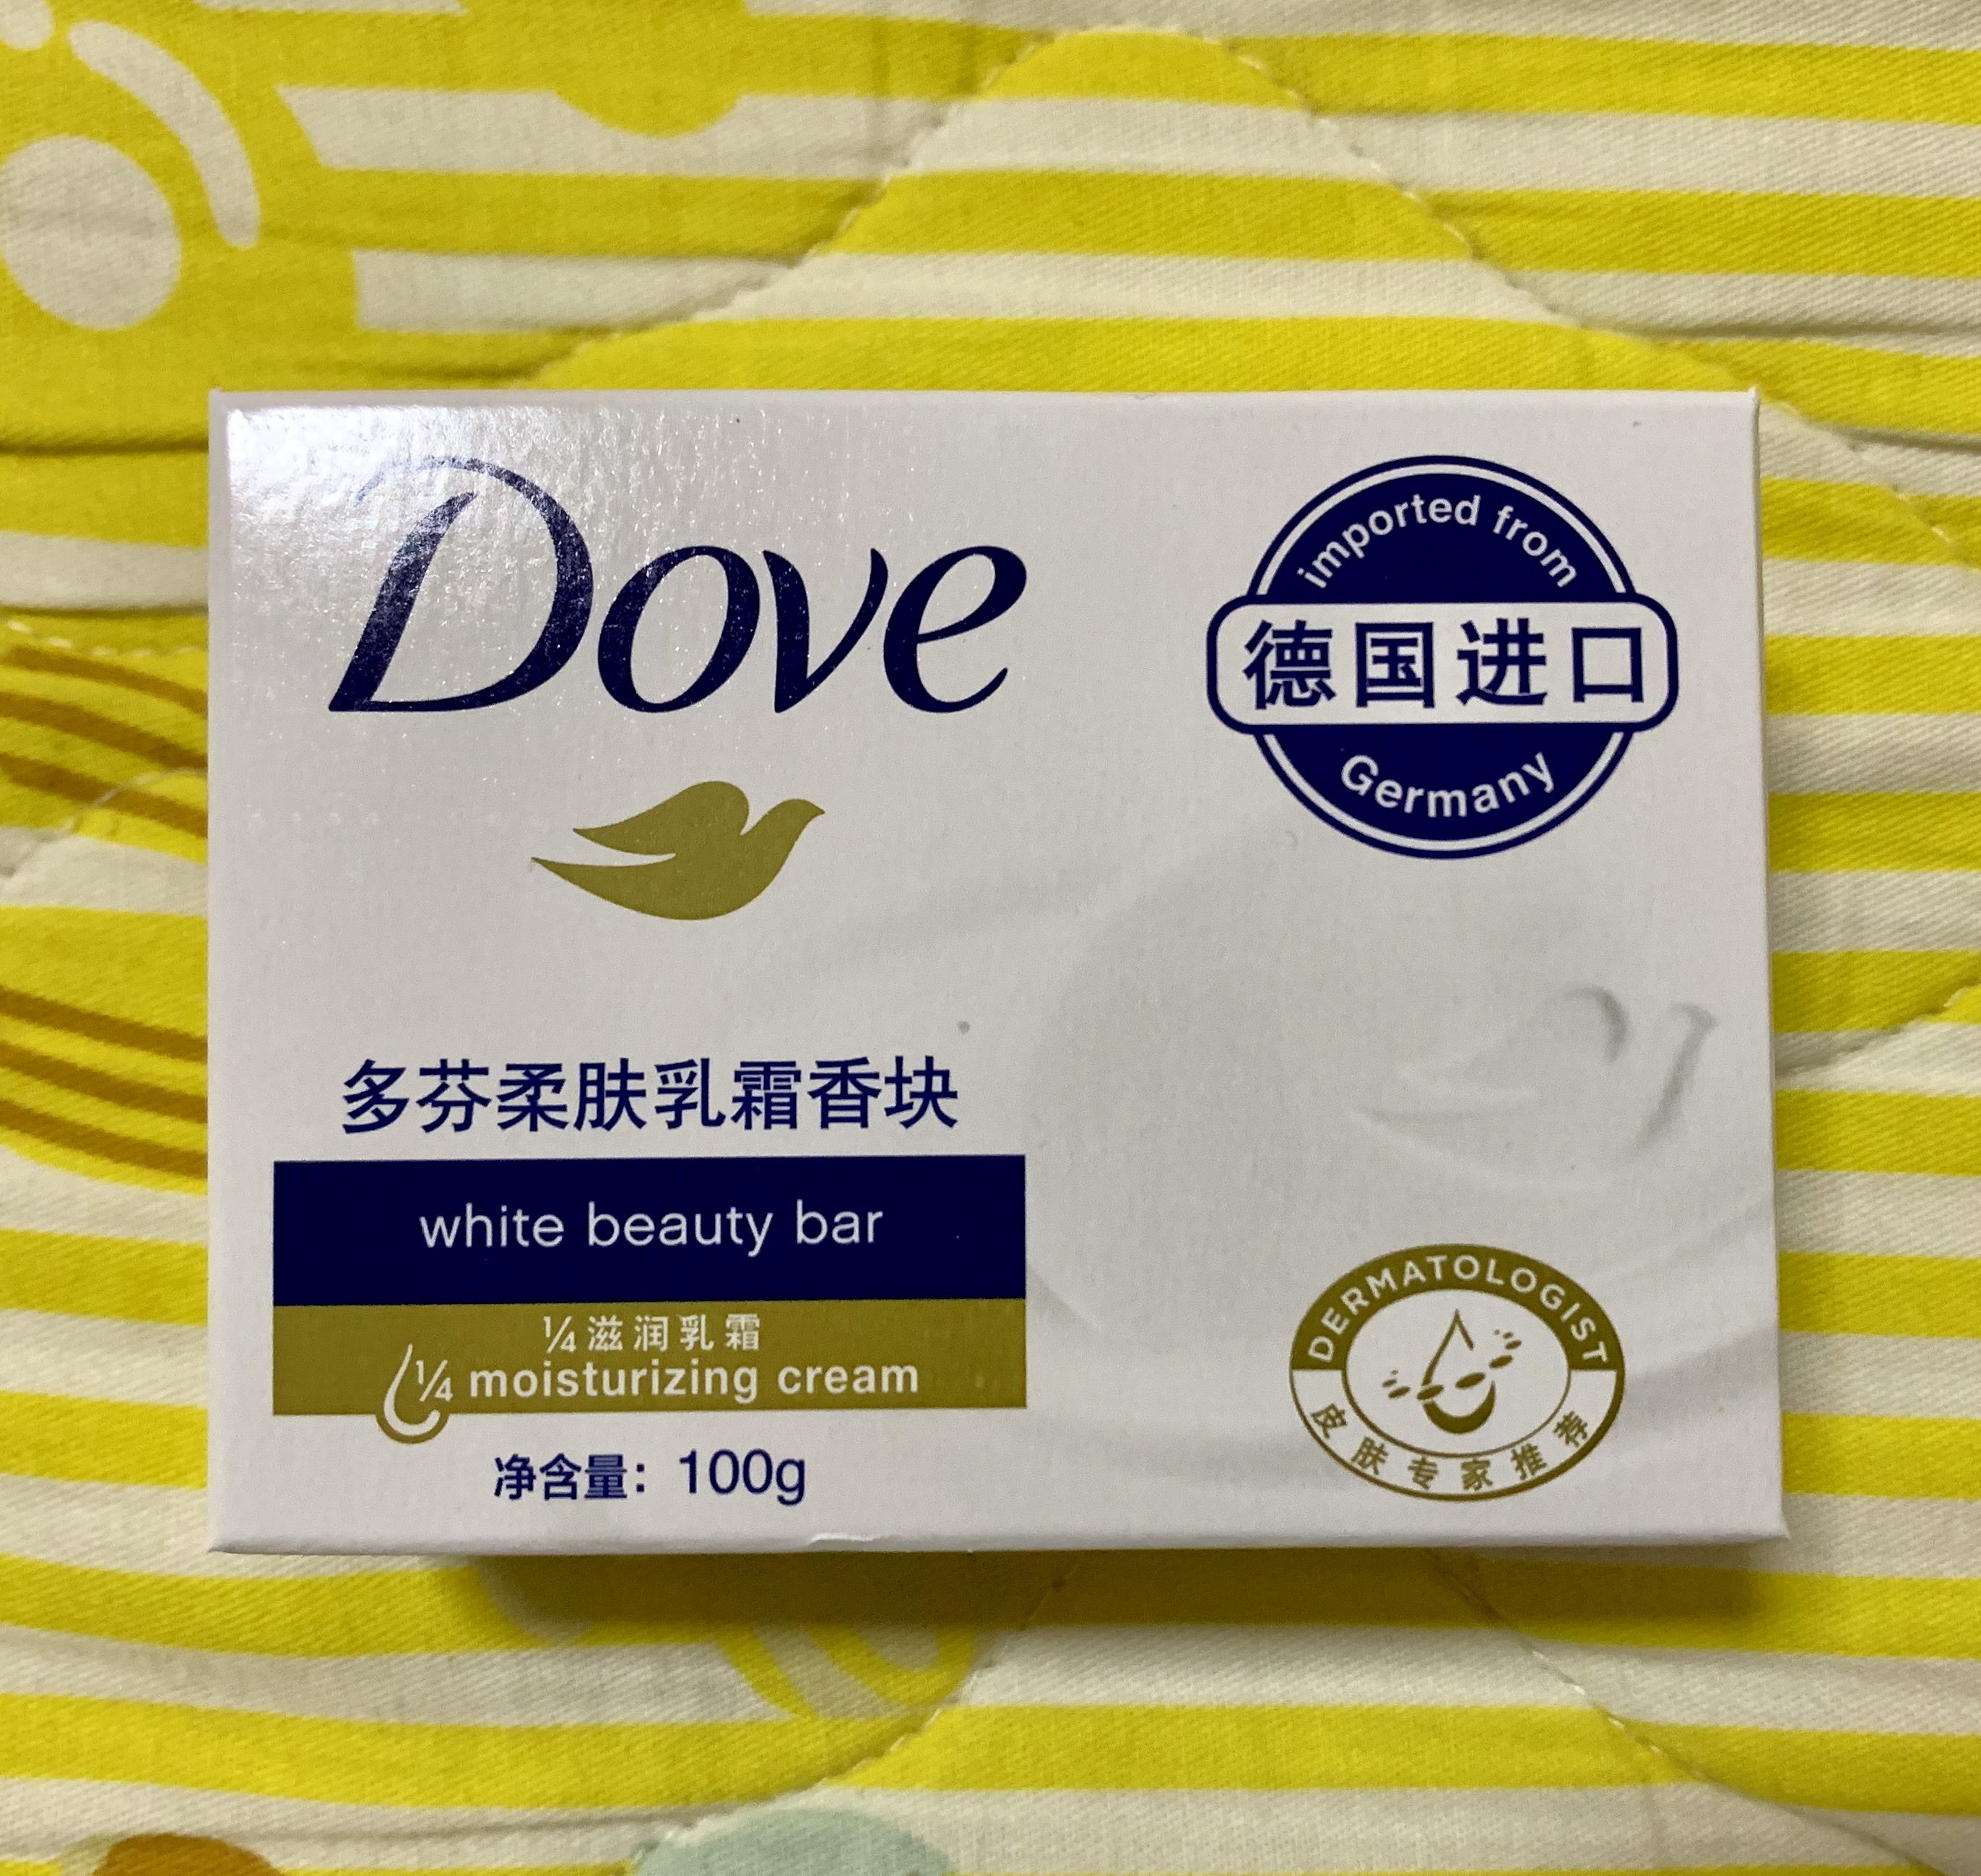 Dove
imported from
德国进口
Germany
多芬柔肤乳霜香块
white beauty bar
1/4滋润乳霜
1/4 moisturizing cream
净含量：100g
DERMATOLOGIST
皮肤专家推荐